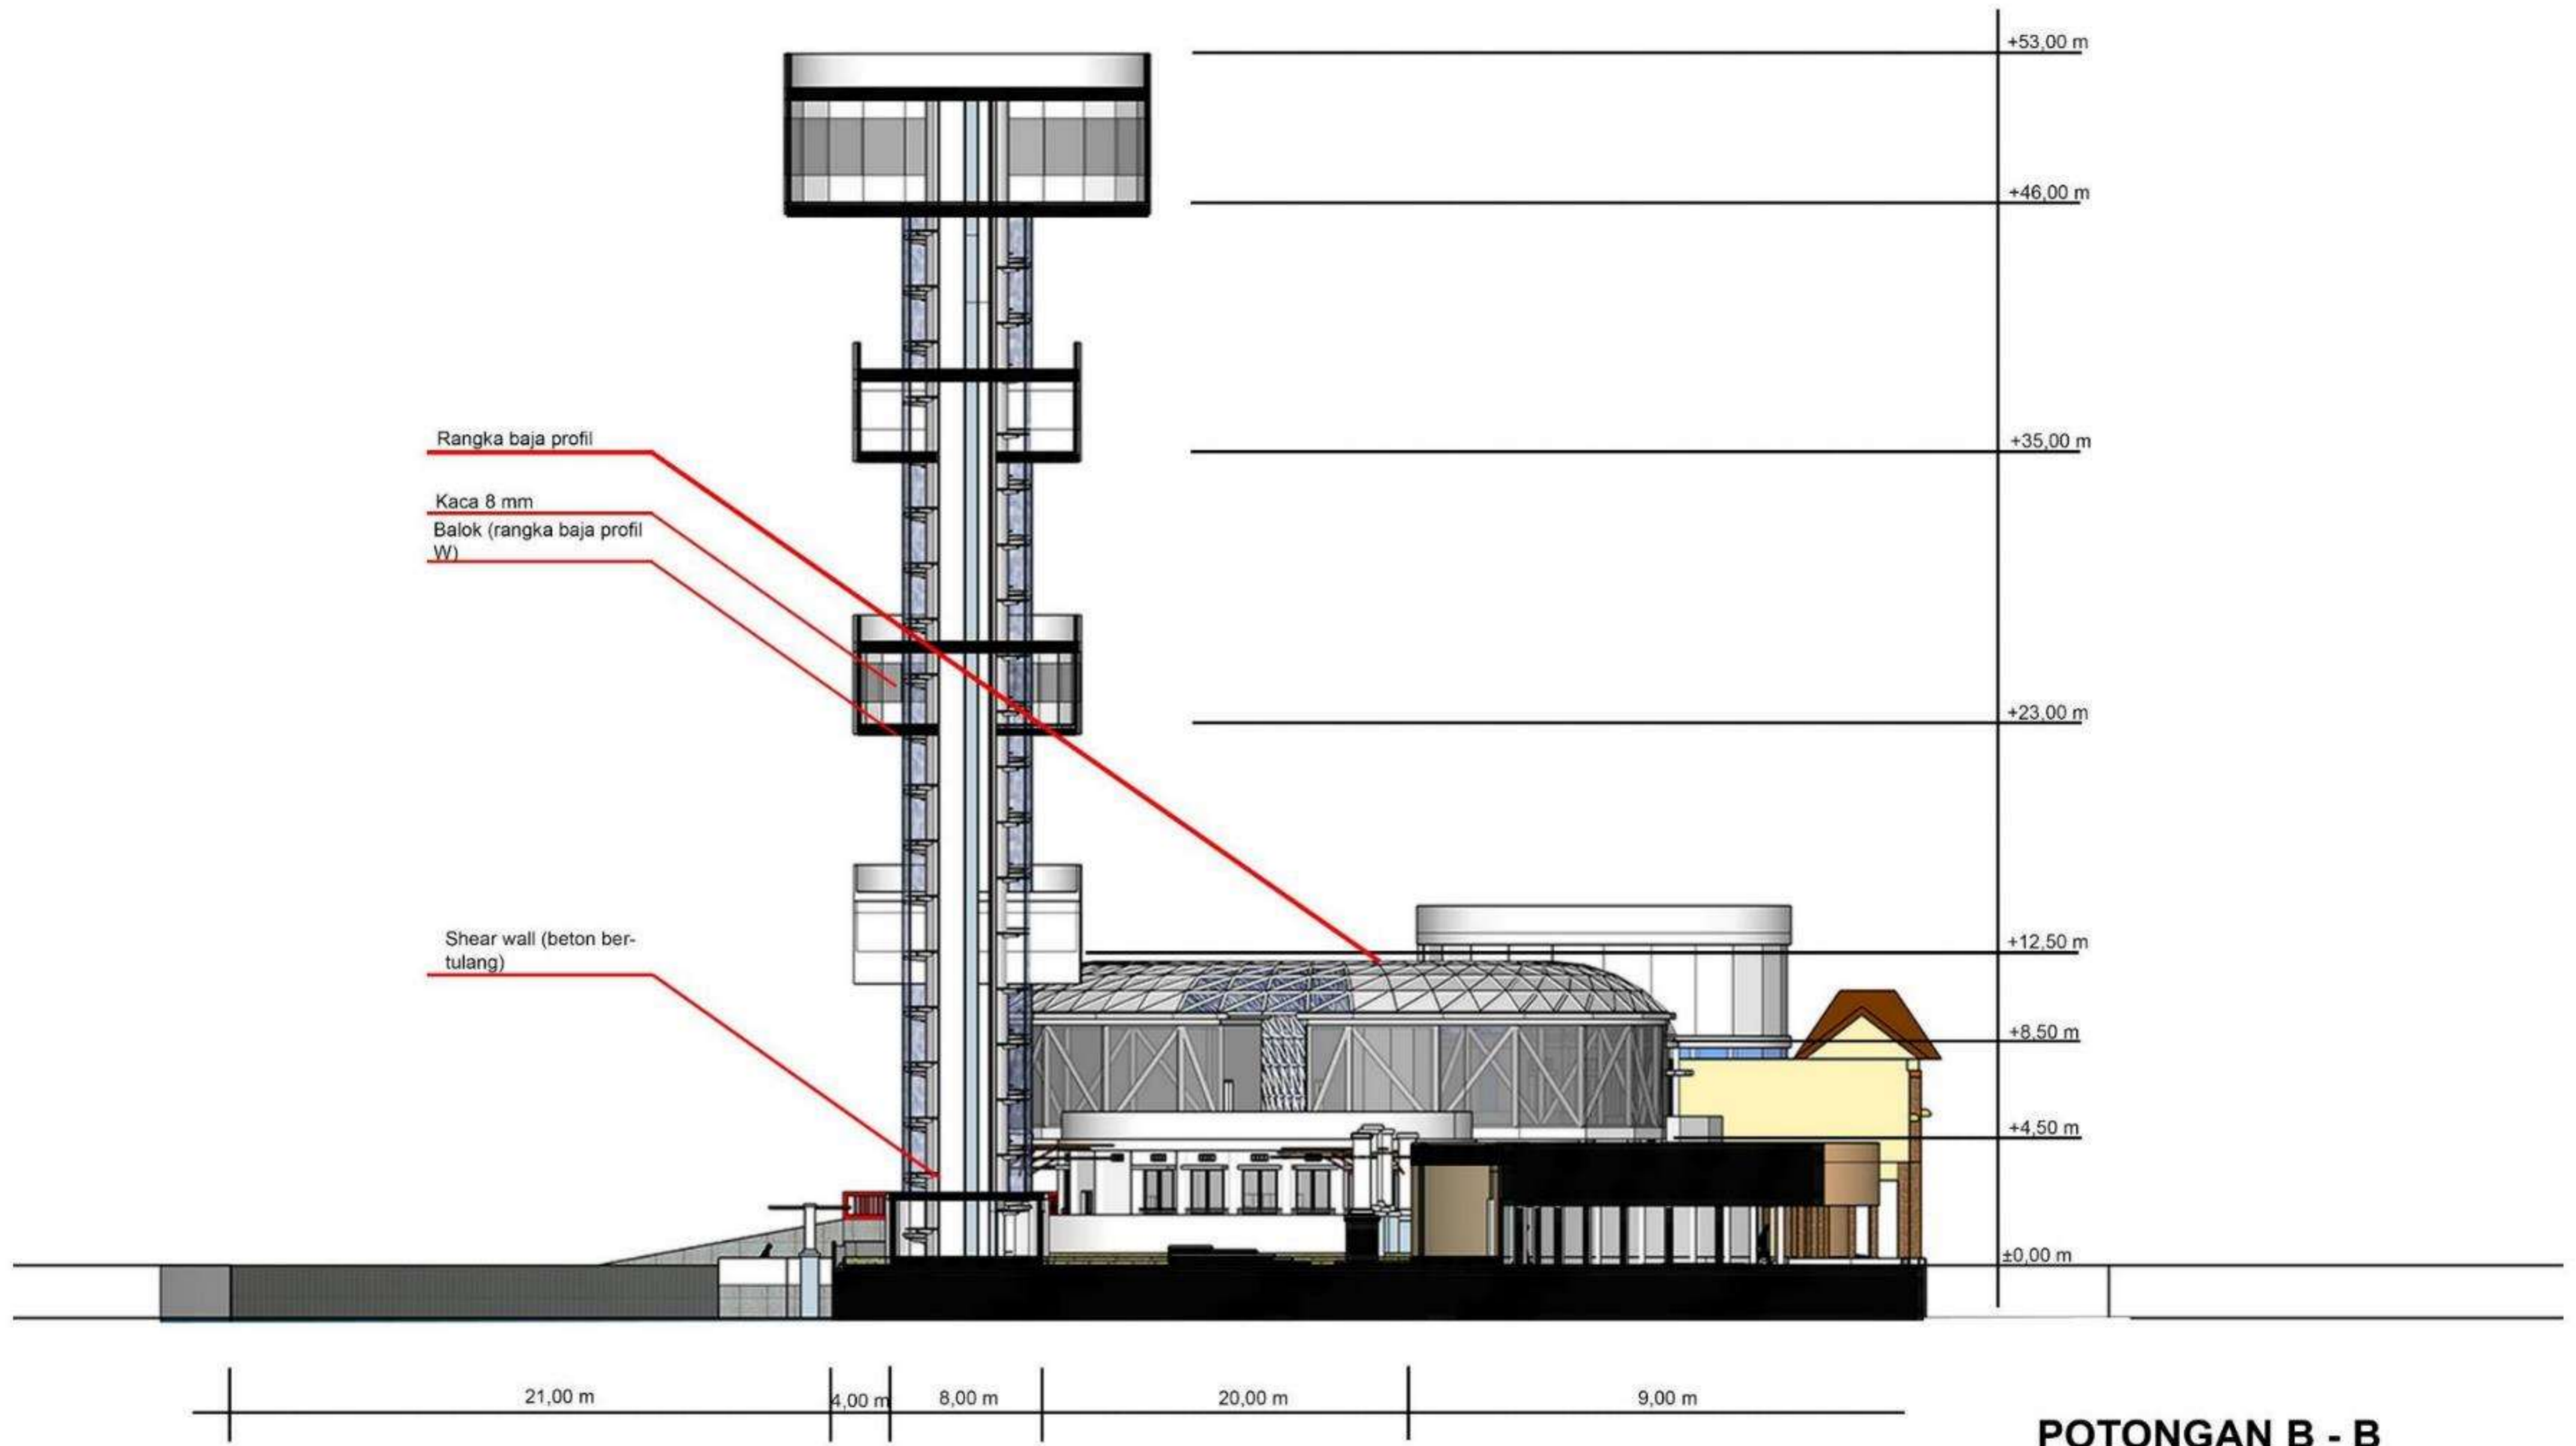 +53,00 m
+46,00 m
Rangka baja profil
+35,00 m
Kaca 8 mm
Balok (rangka baja profil
W)
+23,00 m
Shear wall (beton ber-
tulang)
+12,50 m
+8,50 m
+4,50 m
±0,00 m
21,00 m
4,00 m
8,00 m
20,00 m
9,00 m
POTONGAN B - B